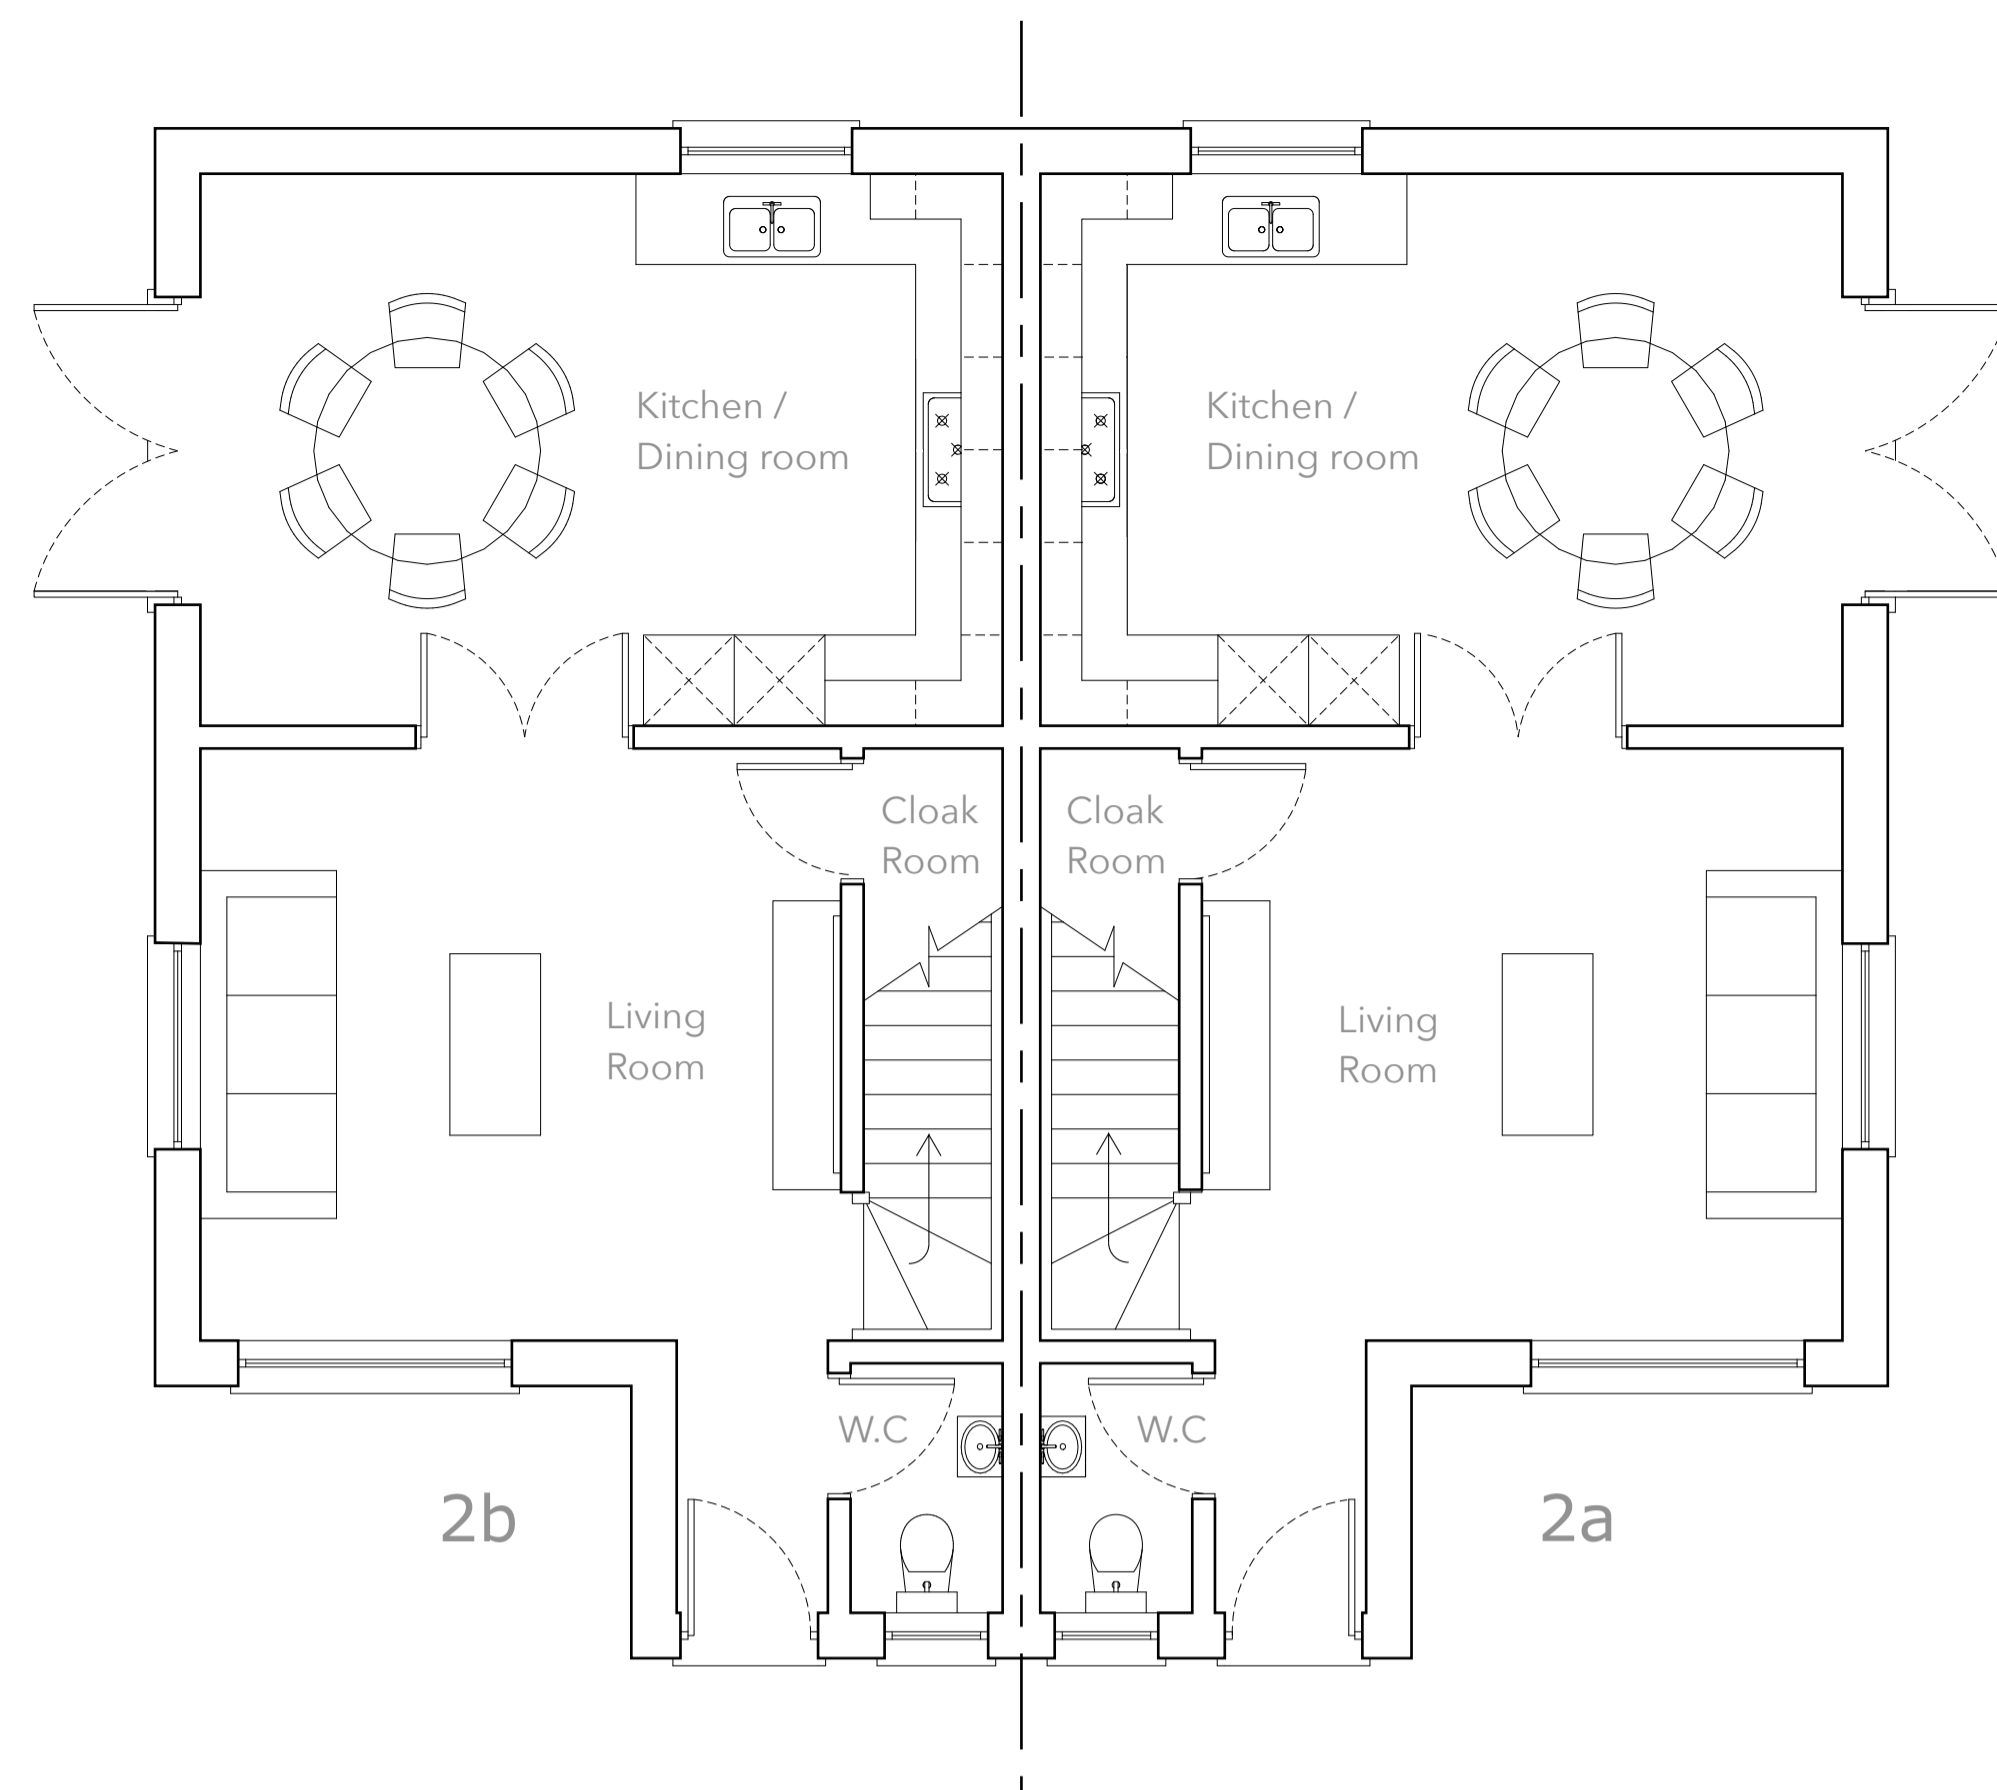 Kitchen /
Dining room
Kitchen /
Dining room
Cloak
Room
Cloak
Room
Living
Room
Living
Room
W.C
W.C
2b
2a